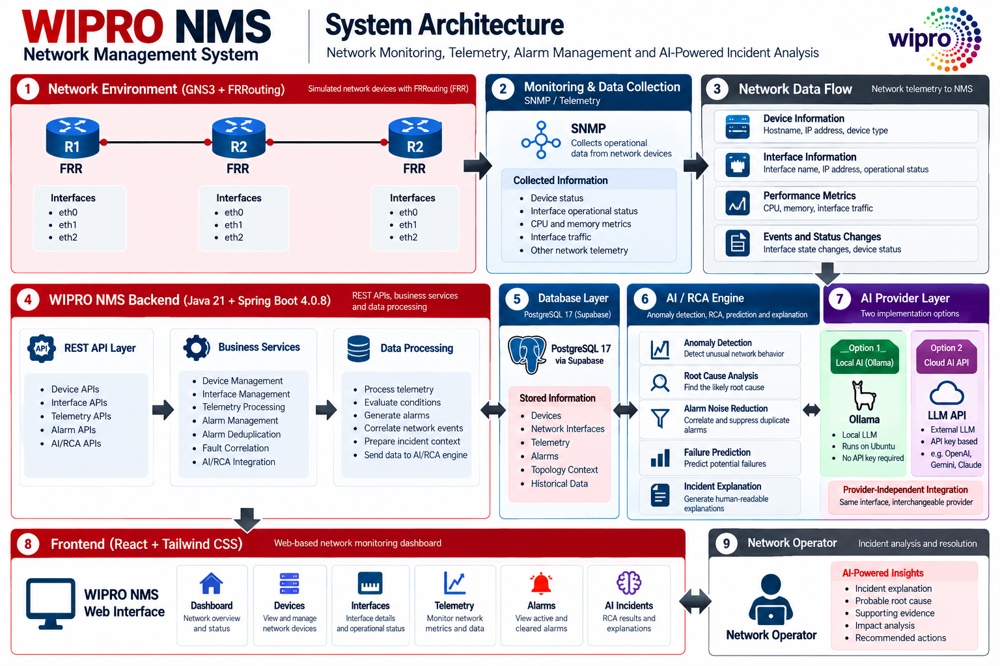 WIPRO NMS
Network Management System
System Architecture
Network Monitoring, Telemetry, Alarm Management and AI-Powered Incident Analysis
wipro
1 Network Environment (GNS3 + FRRouting)
Simulated network devices with FRRouting (FRR)
R1
FRR
Interfaces
• eth0
• eth1
• eth2
R2
FRR
Interfaces
• eth0
• eth1
• eth2
R2
FRR
Interfaces
• eth0
• eth1
• eth2
2 Monitoring & Data Collection
SNMP / Telemetry
SNMP
Collects operational
data from network devices
Collected Information
• Device status
• Interface operational status
• CPU and memory metrics
• Interface traffic
• Other network telemetry
3 Network Data Flow
Network telemetry to NMS
Device Information
Hostname, IP address, device type
Interface Information
Interface name, IP address, operational status
Performance Metrics
CPU, memory, interface traffic
Events and Status Changes
Interface state changes, device status
4 WIPRO NMS Backend (Java 21 + Spring Boot 4.0.8)
REST APIs, business services
and data processing
API
REST API Layer
• Device APIs
• Interface APIs
• Telemetry APIs
• Alarm APIs
• AI/RCA APIs
Business Services
• Device Management
• Interface Management
• Telemetry Processing
• Alarm Management
• Alarm Deduplication
• Fault Correlation
• AI/RCA Integration
Data Processing
• Process telemetry
• Evaluate conditions
• Generate alarms
• Correlate network events
• Prepare incident context
• Send data to AI/RCA engine
5 Database Layer
PostgreSQL 17 (Supabase)
PostgreSQL 17
via Supabase
Stored Information
• Devices
• Network Interfaces
• Telemetry
• Alarms
• Topology Context
• Historical Data
6 AI / RCA Engine
Anomaly detection, RCA, prediction and explanation
Anomaly Detection
Detect unusual network behavior
Root Cause Analysis
Find the likely root cause
Alarm Noise Reduction
Correlate and suppress duplicate
alarms
Failure Prediction
Predict potential failures
Incident Explanation
Generate human-readable
explanations
7 AI Provider Layer
Two implementation options
_Option 1_
Local AI (Ollama)
Ollama
• Local LLM
• Runs on Ubuntu
• No API key required
Option 2
Cloud AI API
LLM API
• External LLM
• API key based
• e.g. OpenAI,
Gemini, Claude
Provider-Independent Integration
Same interface, interchangeable provider
8 Frontend (React + Tailwind CSS)
Web-based network monitoring dashboard
WIPRO NMS
Web Interface
Dashboard
Network overview
and status
Devices
View and manage
network devices
Interfaces
Interface details
and operational status
Telemetry
Monitor network
metrics and data
Alarms
View active and
cleared alarms
AI Incidents
RCA results and
explanations
9 Network Operator
Incident analysis and resolution
Network Operator
AI-Powered Insights
• Incident explanation
• Probable root cause
• Supporting evidence
• Impact analysis
• Recommended actions